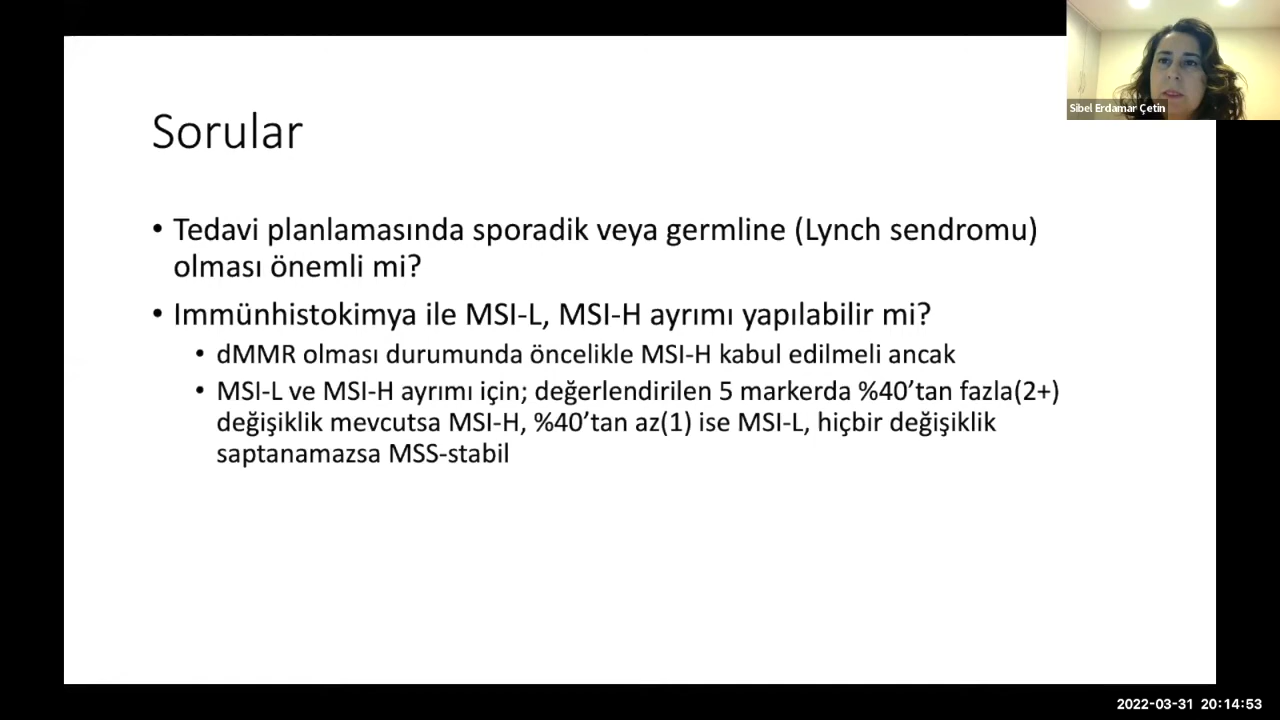 Sibel Erdamar Çetin
Sorular
• Tedavi planlamasında sporadik veya germline (Lynch sendromu)
olması önemli mi?
• Immünhistokimya ile MSI-L, MSI-H ayrımı yapılabilir mi?
• dMMR olması durumunda öncelikle MSI-H kabul edilmeli ancak
• MSI-L ve MSI-H ayrımı için; değerlendirilen 5 markerda %40’tan fazla(2+)
değişiklik mevcutsa MSI-H, %40’tan az(1) ise MSI-L, hiçbir değişiklik
saptanamazsa MSS-stabil
2022-03-31 20:14:53